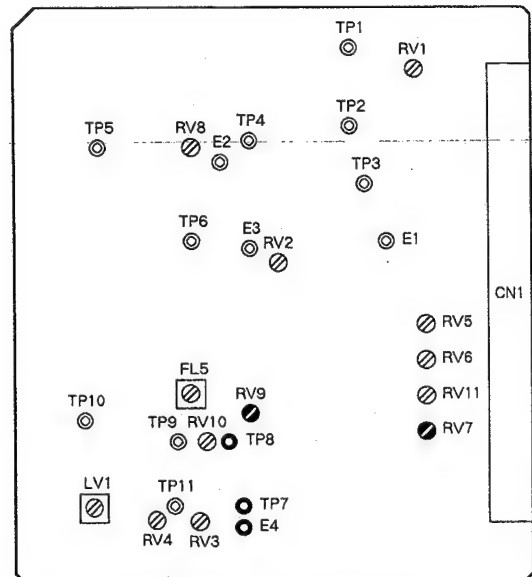 TP1
RV1
TP5
RV8
TP4
TP2
E2
TP3
TP6
E3
RV2
E1
CN1
RV5
RV6
FL5
RV11
TP10
RV9
TP9
RV10
TP8
RV7
LV1
TP11
TP7
RV4
RV3
E4